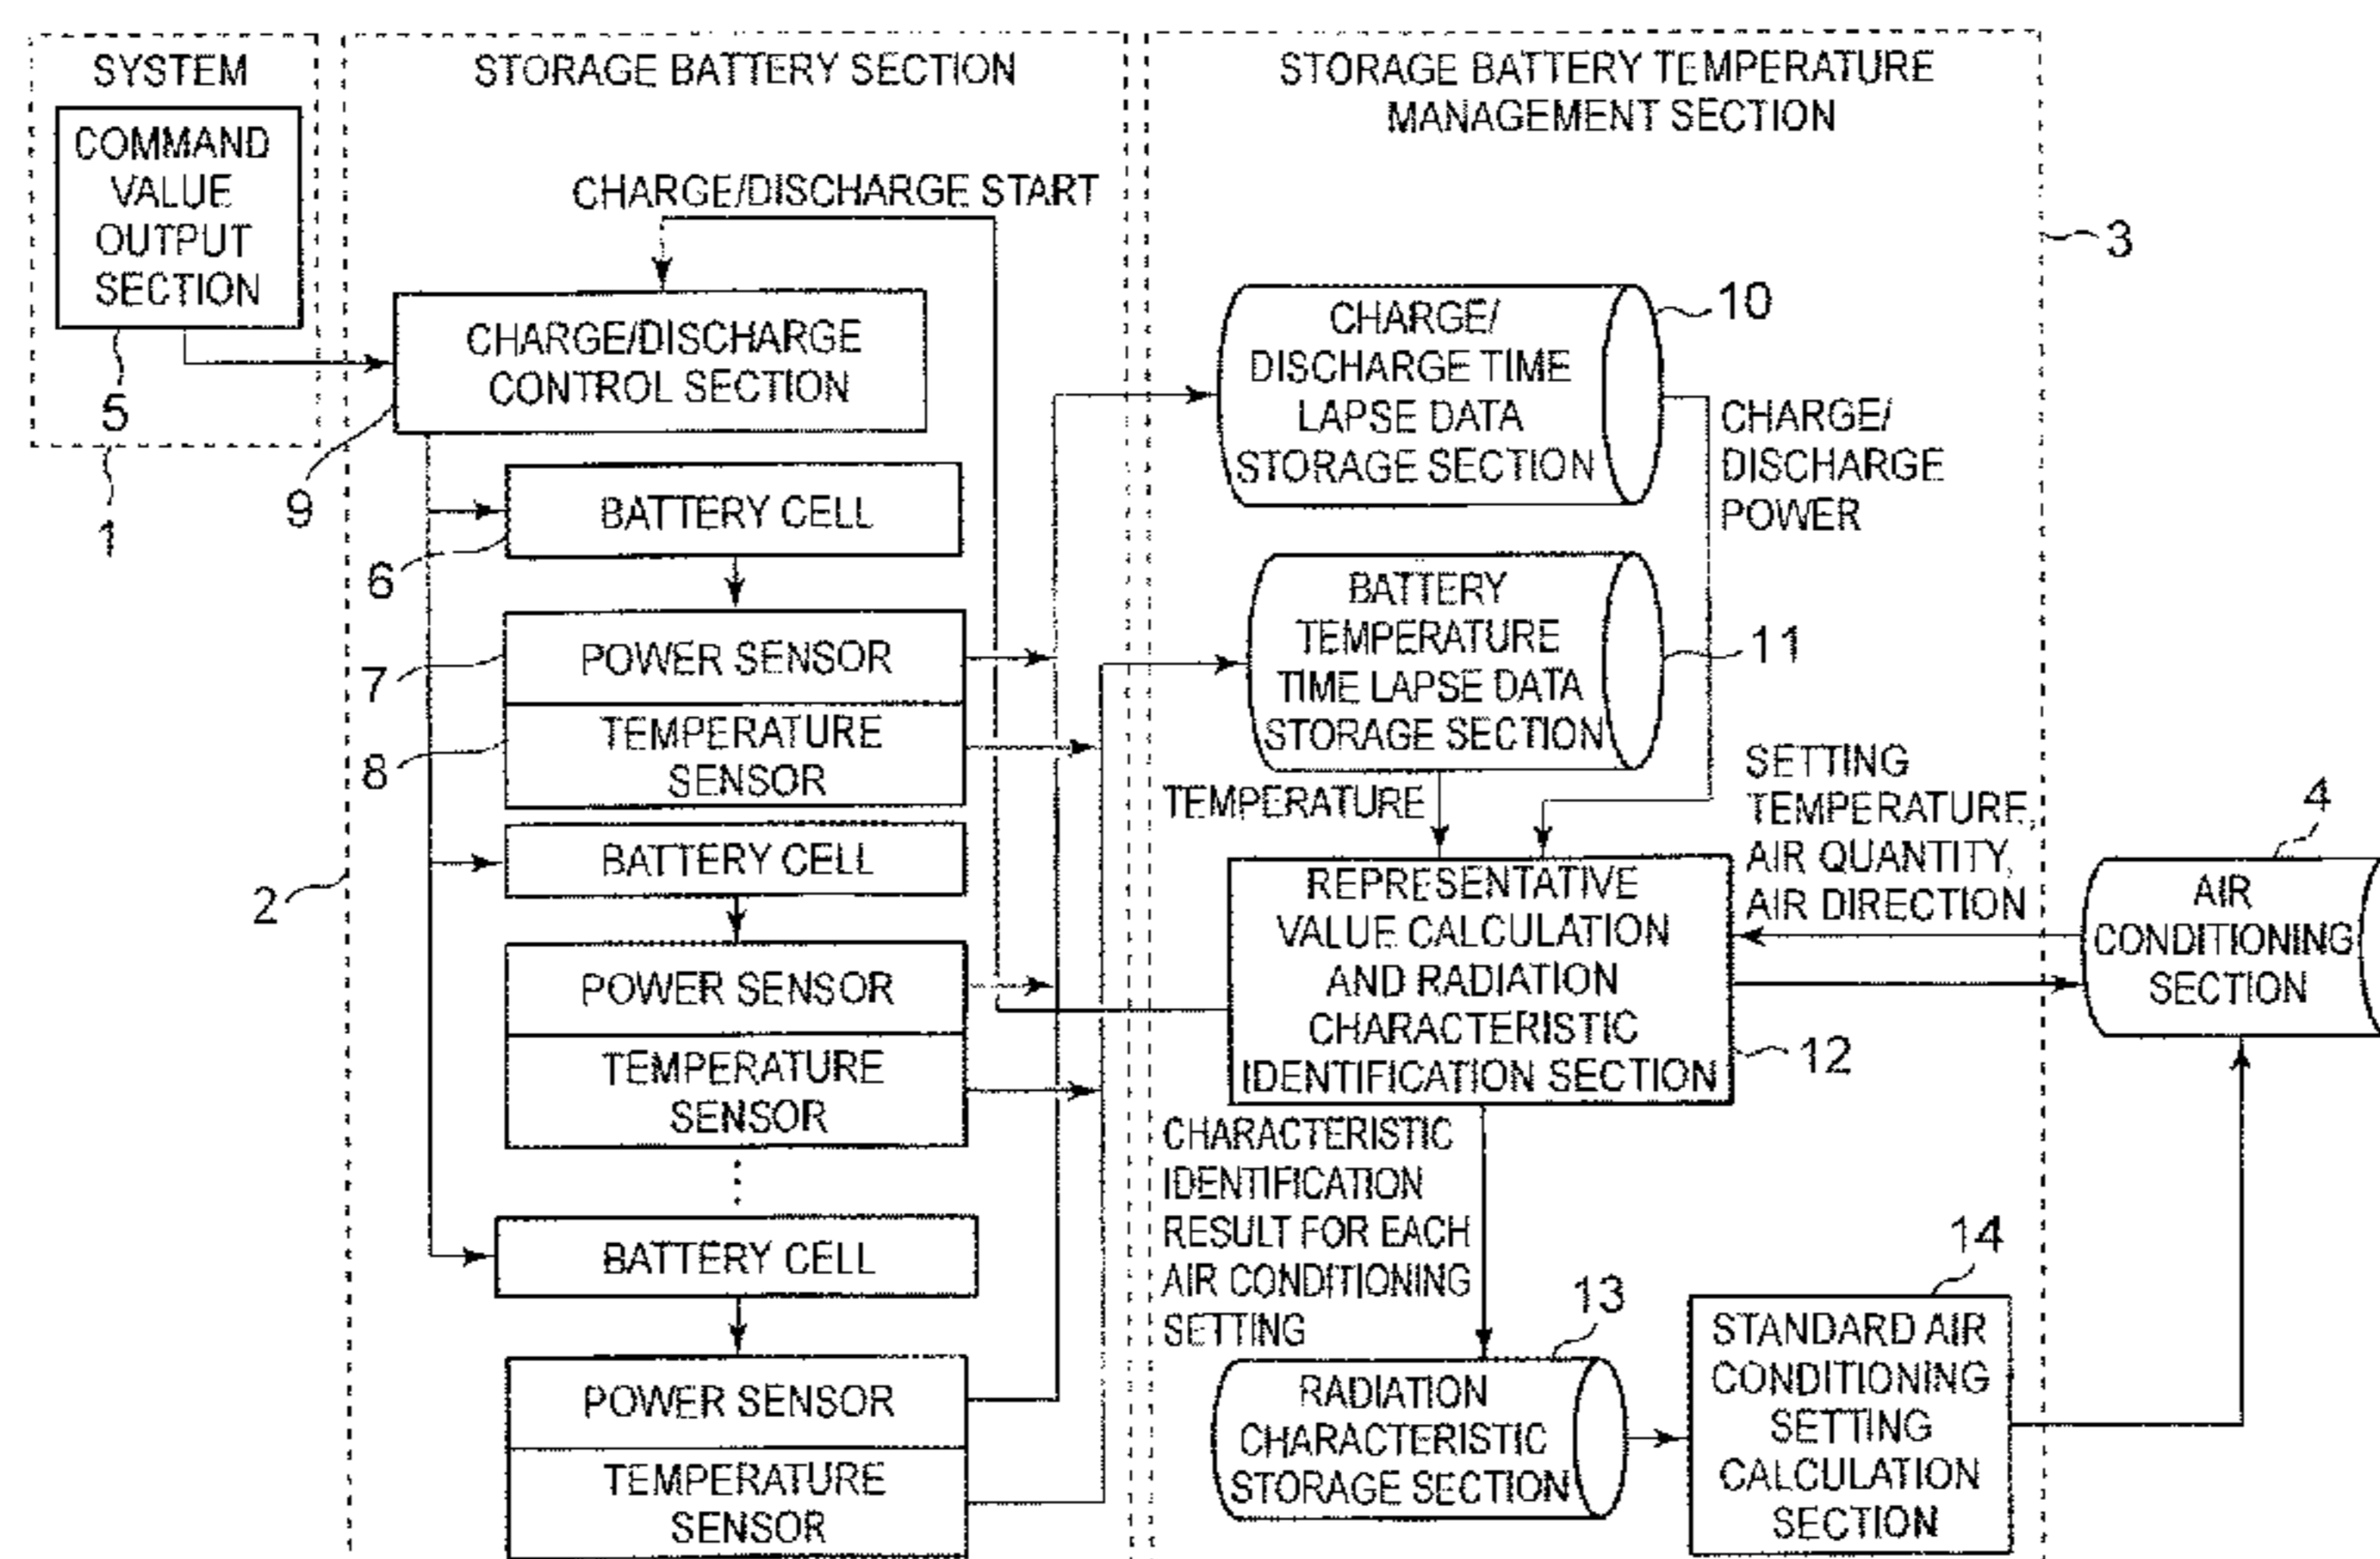 SYSTEM
COMMAND
VALUE
OUTPUT
SECTION
5
1
STORAGE BATTERY SECTION
CHARGE/DISCHARGE START
CHARGE/DISCHARGE
CONTROL SECTION
9
BATTERY CELL
6
POWER SENSOR
7
TEMPERATURE
SENSOR
8
BATTERY CELL
2
POWER SENSOR
TEMPERATURE
SENSOR
BATTERY CELL
POWER SENSOR
TEMPERATURE
SENSOR
STORAGE BATTERY TEMPERATURE
MANAGEMENT SECTION
3
CHARGE/
DISCHARGE TIME
LAPSE DATA
STORAGE SECTION
10
CHARGE/
DISCHARGE
POWER
BATTERY
TEMPERATURE
TIME LAPSE DATA
STORAGE SECTION
11
TEMPERATURE
SETTING
TEMPERATURE,
AIR QUANTITY,
AIR DIRECTION
REPRESENTATIVE
VALUE CALCULATION
AND RADIATION
CHARACTERISTIC
IDENTIFICATION SECTION
12
4
AIR
CONDITIONING
SECTION
CHARACTERISTIC
IDENTIFICATION
RESULT FOR EACH
AIR CONDITIONING
SETTING
13
RADIATION
CHARACTERISTIC
STORAGE SECTION
14
STANDARD AIR
CONDITIONING
SETTING
CALCULATION
SECTION